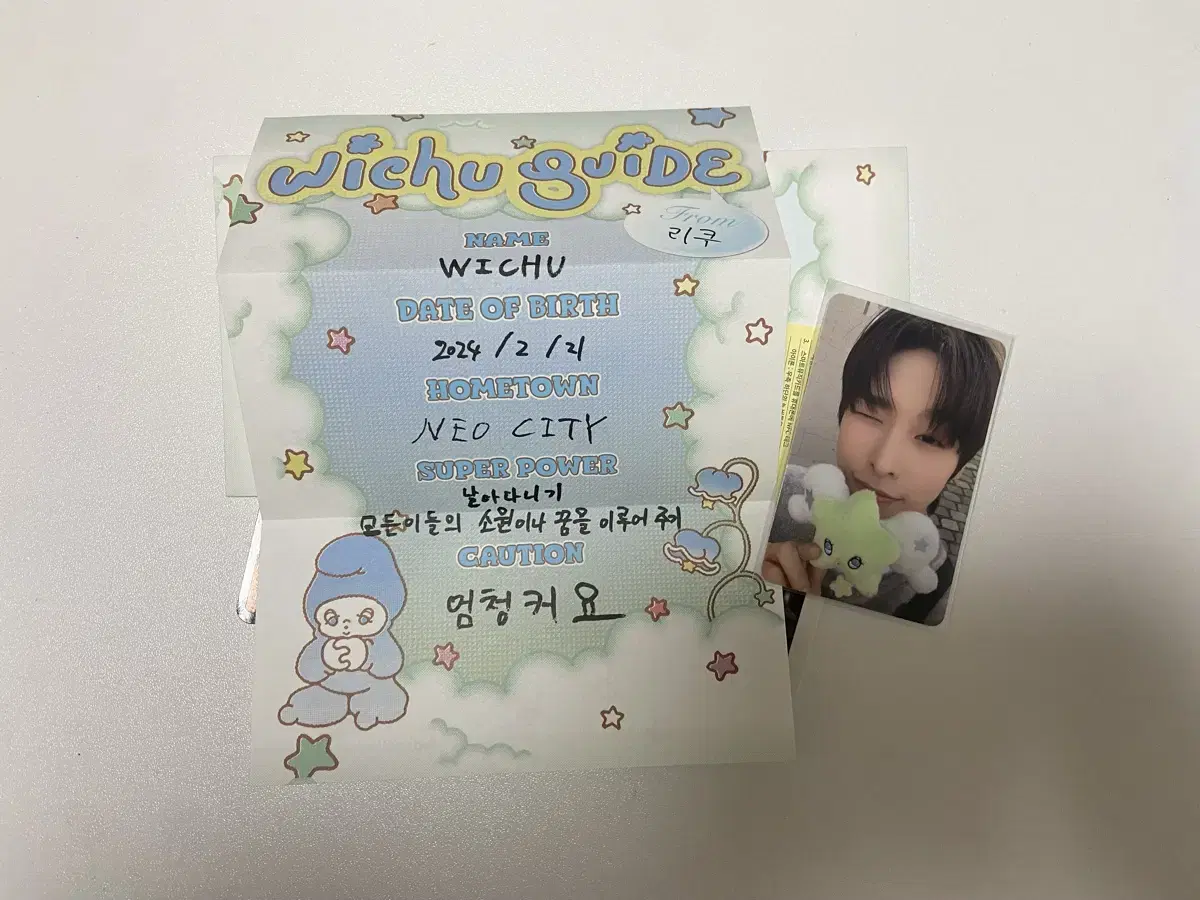 wichu guide
From
리쿠
NAME
WICHU
DATE OF BIRTH
2024 / 2 / 21
HOMETOWN
NEO CITY
SUPER POWER
날아다니기
모든이들의 소원이나 꿈을 이루어 주기
CAUTION
엄청커요